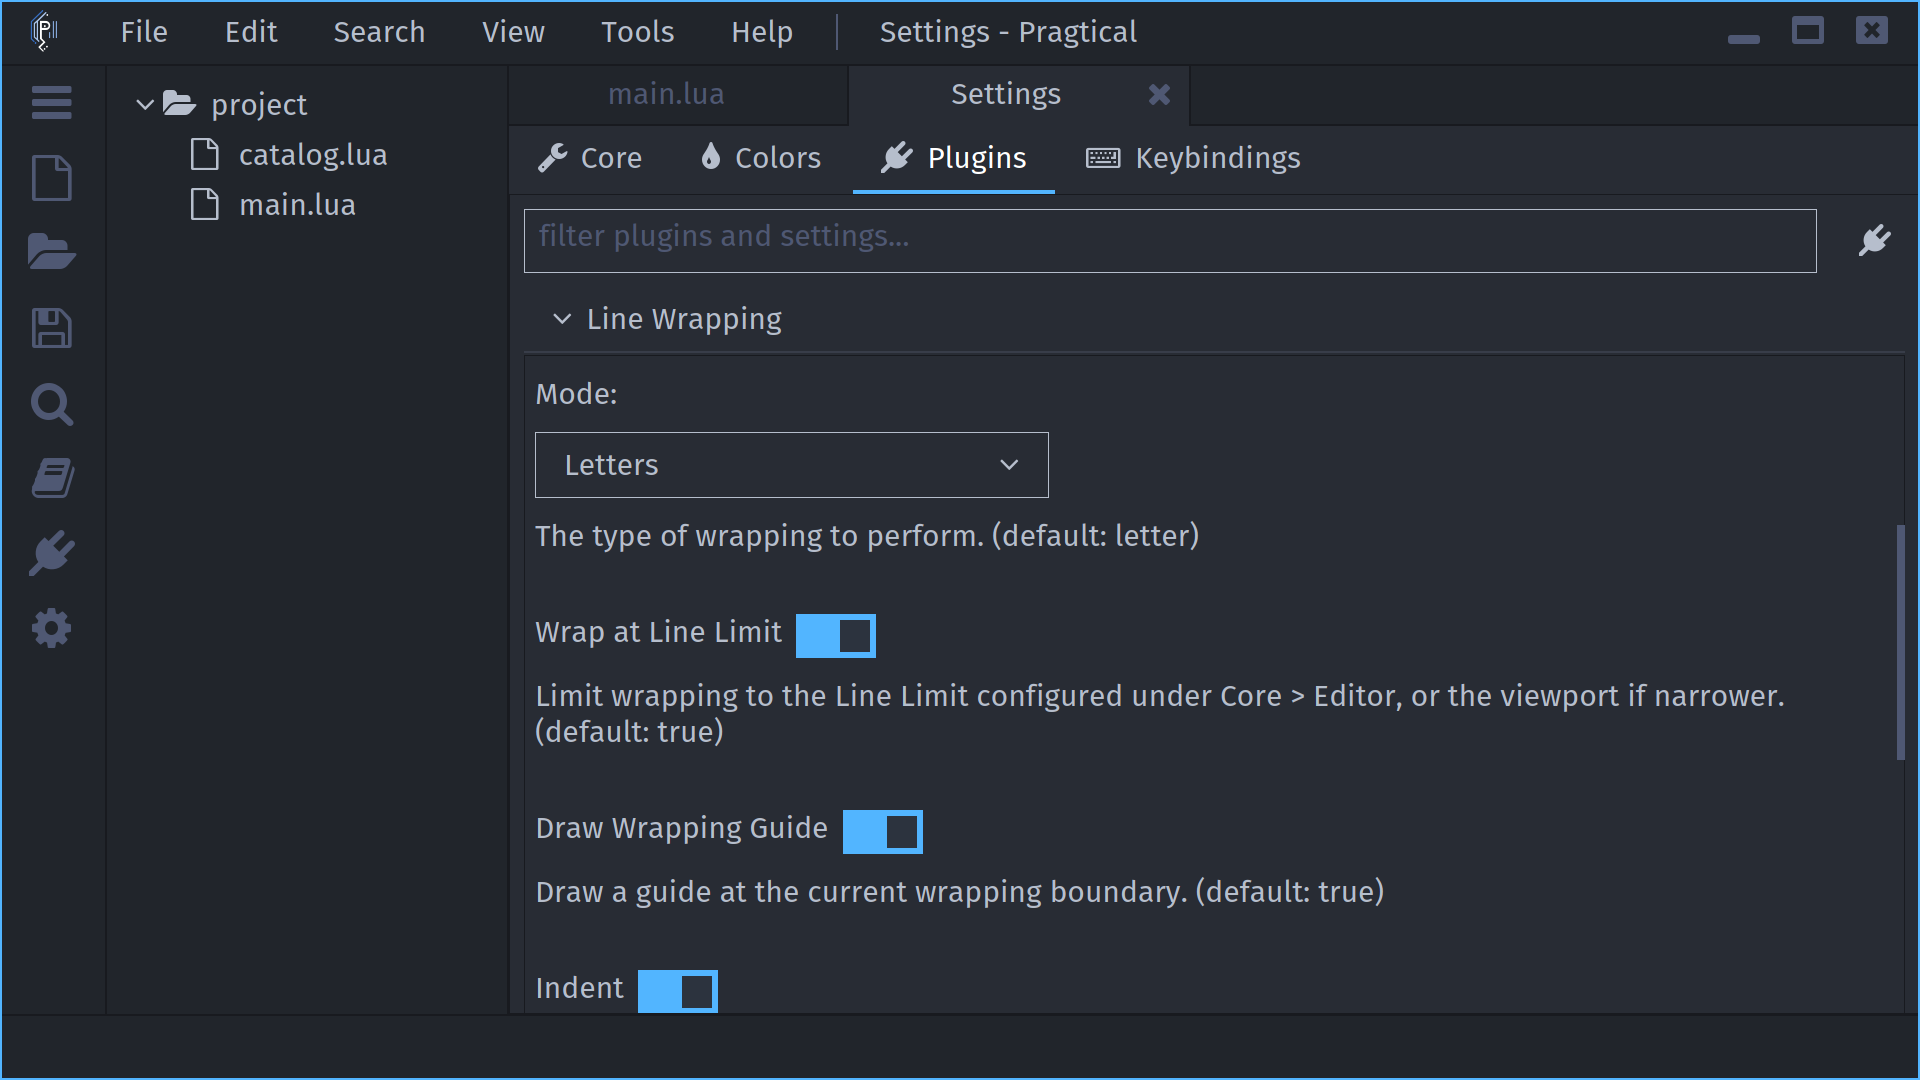 File Edit Search View Tools Help Settings - Pragtical
project
catalog.lua
main.lua
main.lua
Settings
Core Colors Plugins Keybindings
filter plugins and settings...
Line Wrapping
Mode:
Letters
The type of wrapping to perform. (default: letter)
Wrap at Line Limit
Limit wrapping to the Line Limit configured under Core > Editor, or the viewport if narrower.
(default: true)
Draw Wrapping Guide
Draw a guide at the current wrapping boundary. (default: true)
Indent